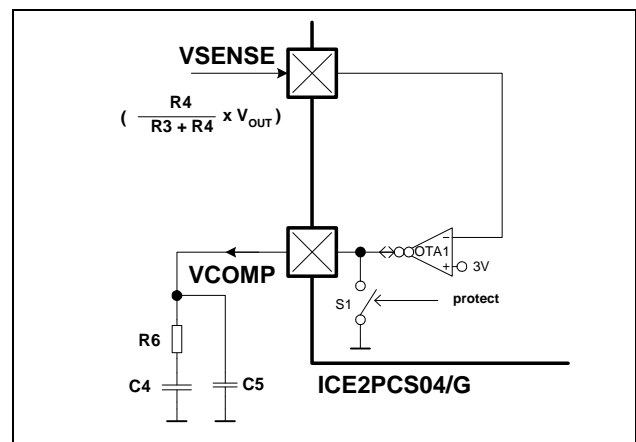 VSENSE
( R4 / R3 + R4 x VOUT)
OTA1
−
+
3V
VCOMP
S1
protect
R6
C4
C5
ICE2PCS04/G